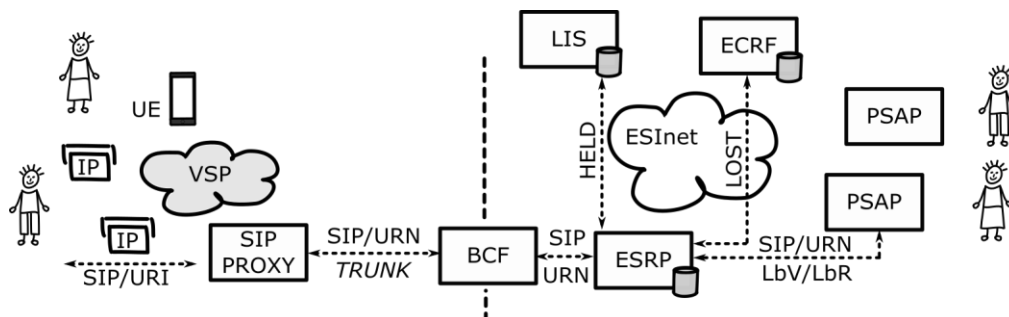 LIS
ECRF
UE
IP
VSP
ESInet
PSAP
HELD
LOST
IP
PSAP
SIP
PROXY
SIP/URN
TRUNK
BCF
SIP
URN
ESRP
SIP/URN
LbV/LbR
SIP/URI